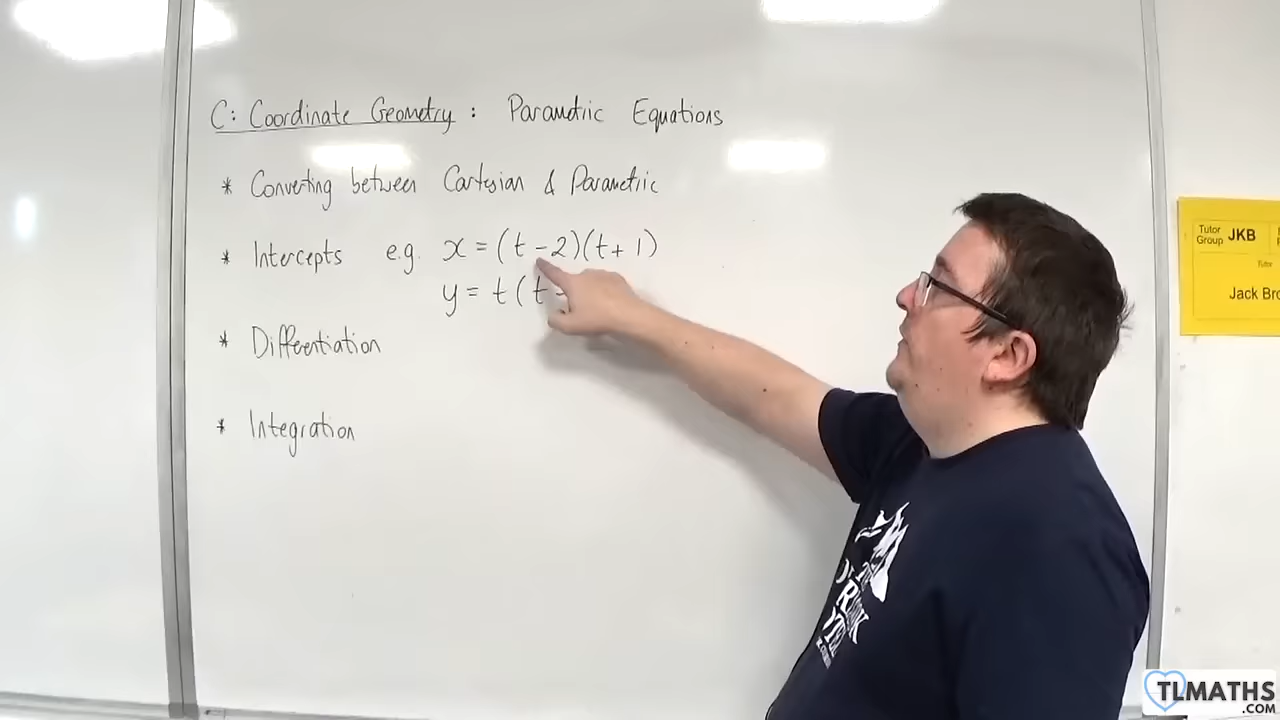 C: Coordinate Geometry : Parametric Equations
* Converting between Cartesian & Parametric
* Intercepts e.g. x = (t - 2)(t + 1)
y = t (t -
* Differentiation
* Integration
Tutor Group JKB
Tutor
Jack Bro
TLMATHS
.COM